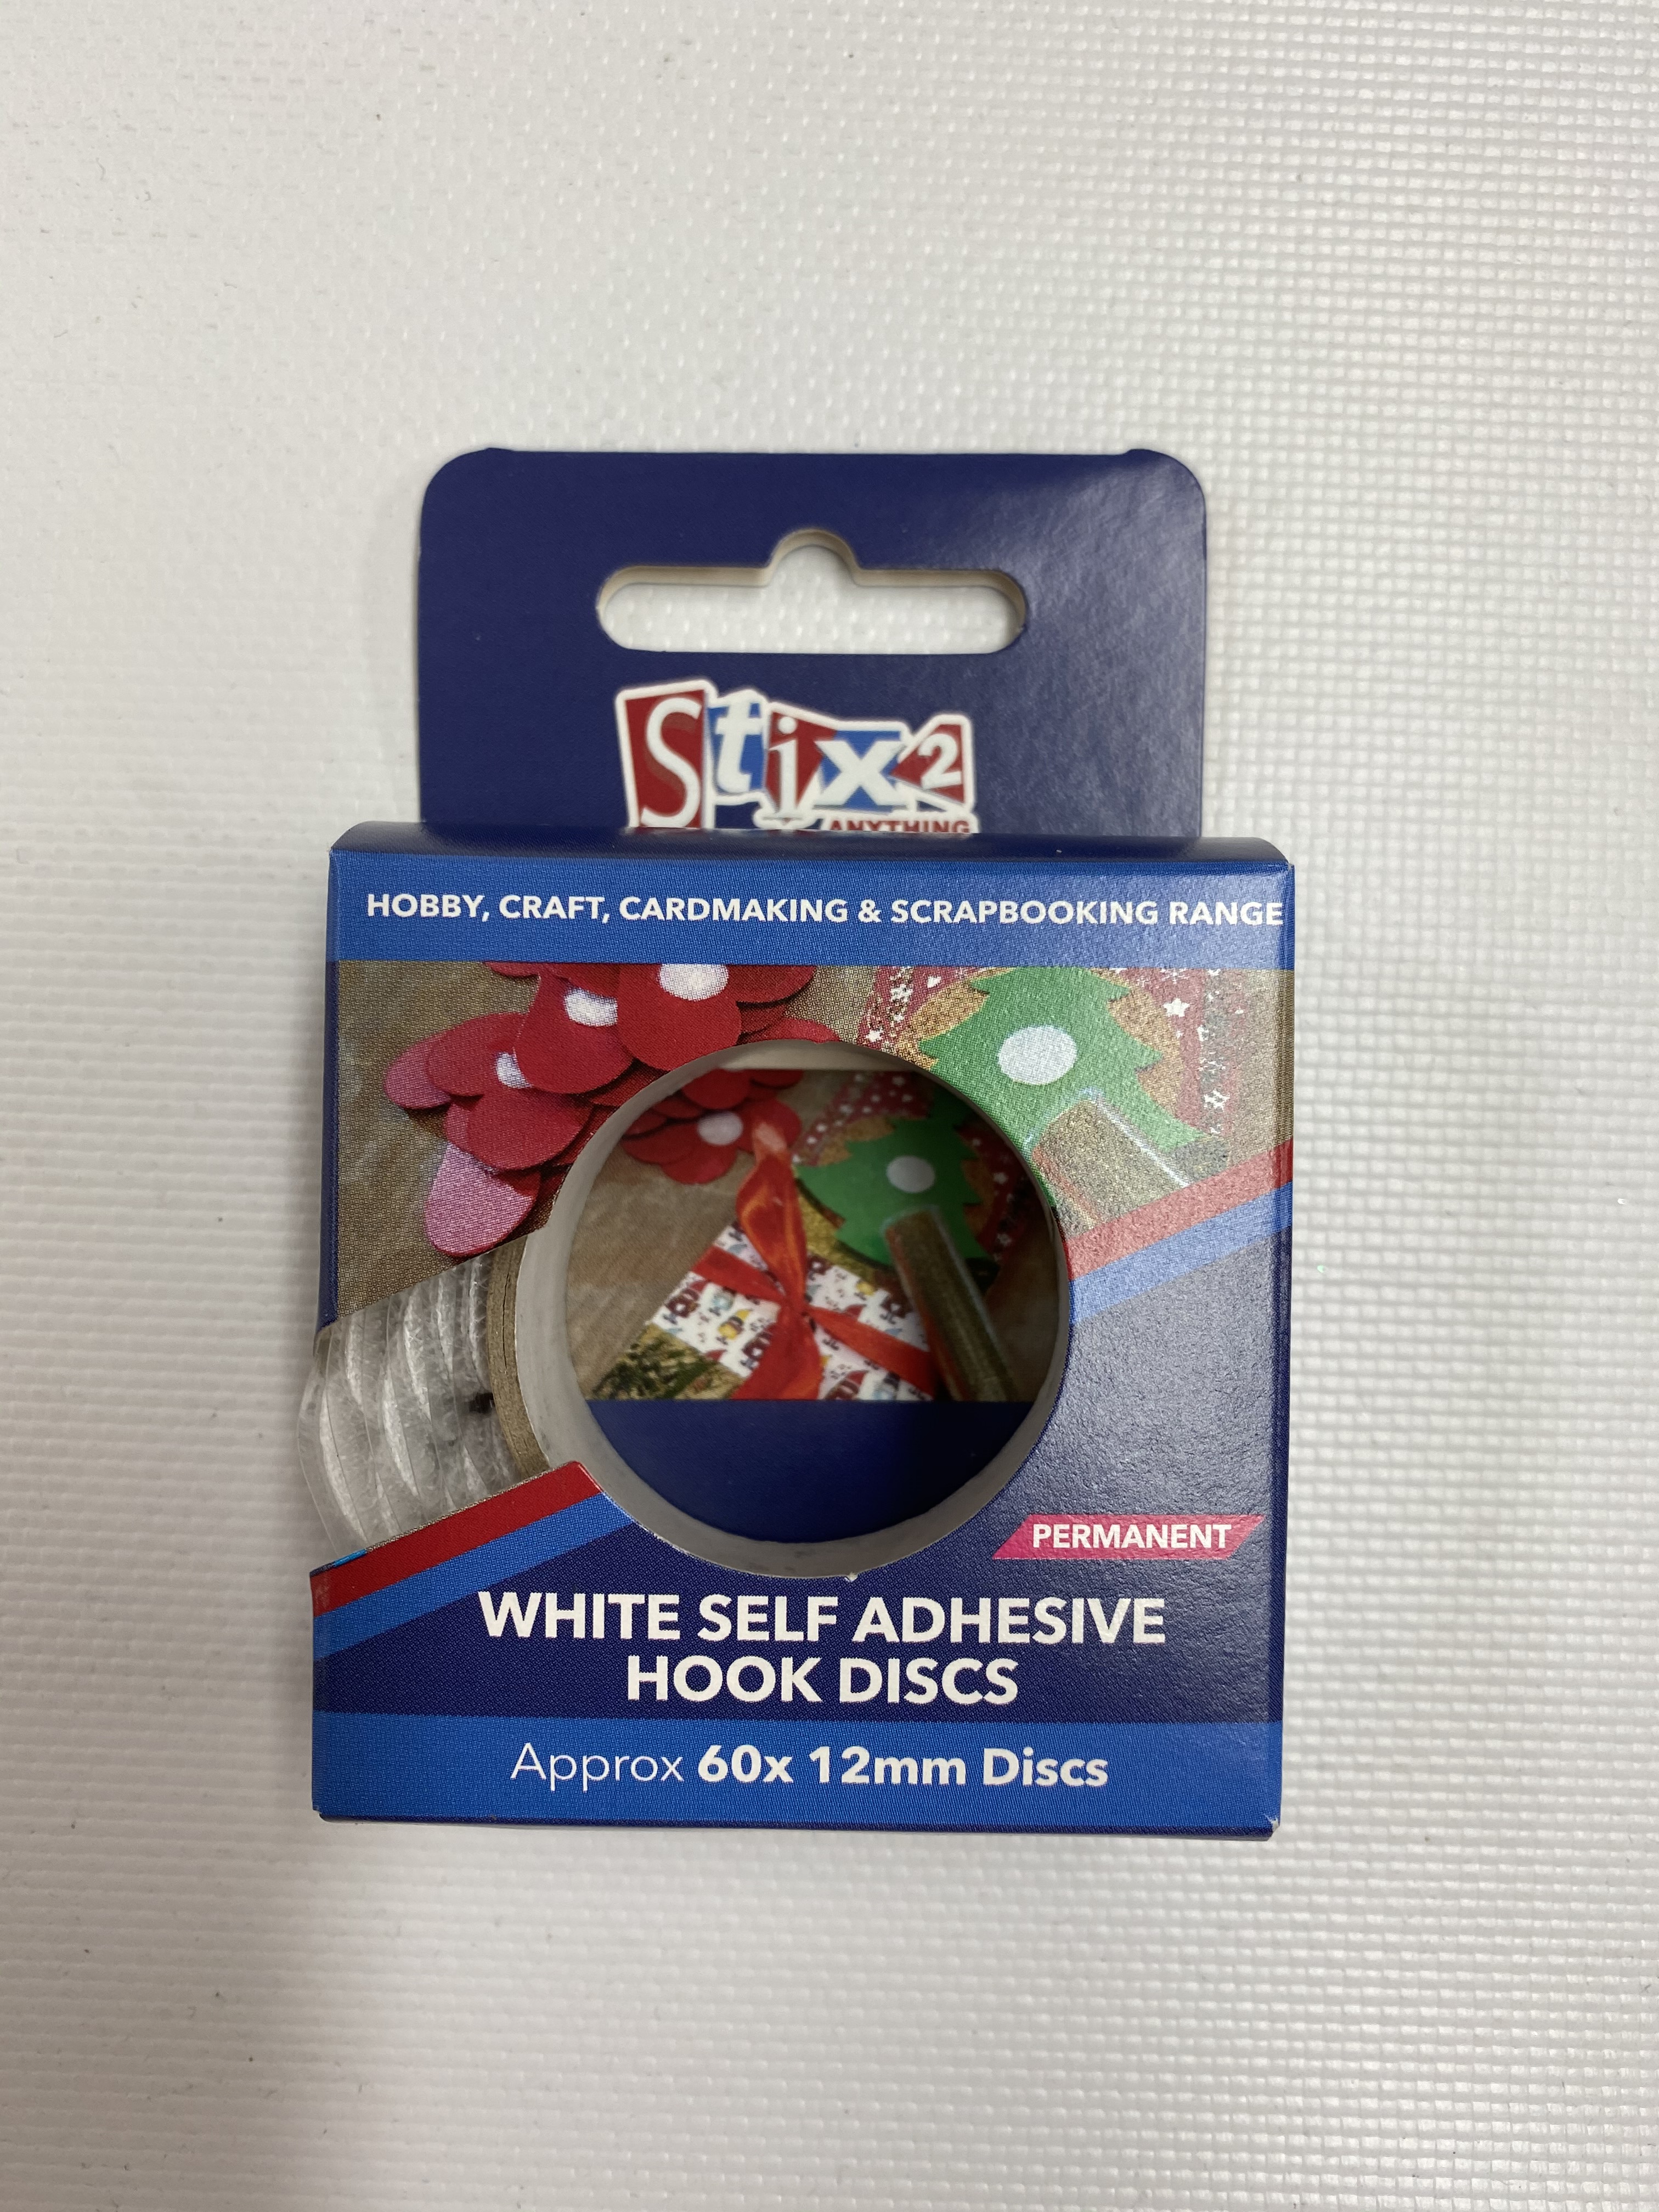 Stix2
ANYTHING
HOBBY, CRAFT, CARDMAKING & SCRAPBOOKING RANGE
PERMANENT
WHITE SELF ADHESIVE
HOOK DISCS
Approx 60x 12mm Discs